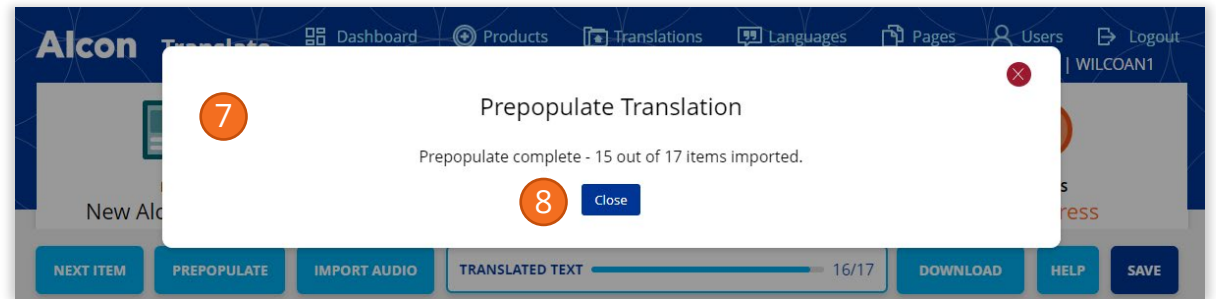 Alcon Translate Dashboard Products Translations Languages Pages Users Logout
| WILCOAN1
7
Prepopulate Translation
Prepopulate complete - 15 out of 17 items imported.
8 Close
New Alc
s
ress
NEXT ITEM PREPOPULATE IMPORT AUDIO TRANSLATED TEXT 16/17 DOWNLOAD HELP SAVE